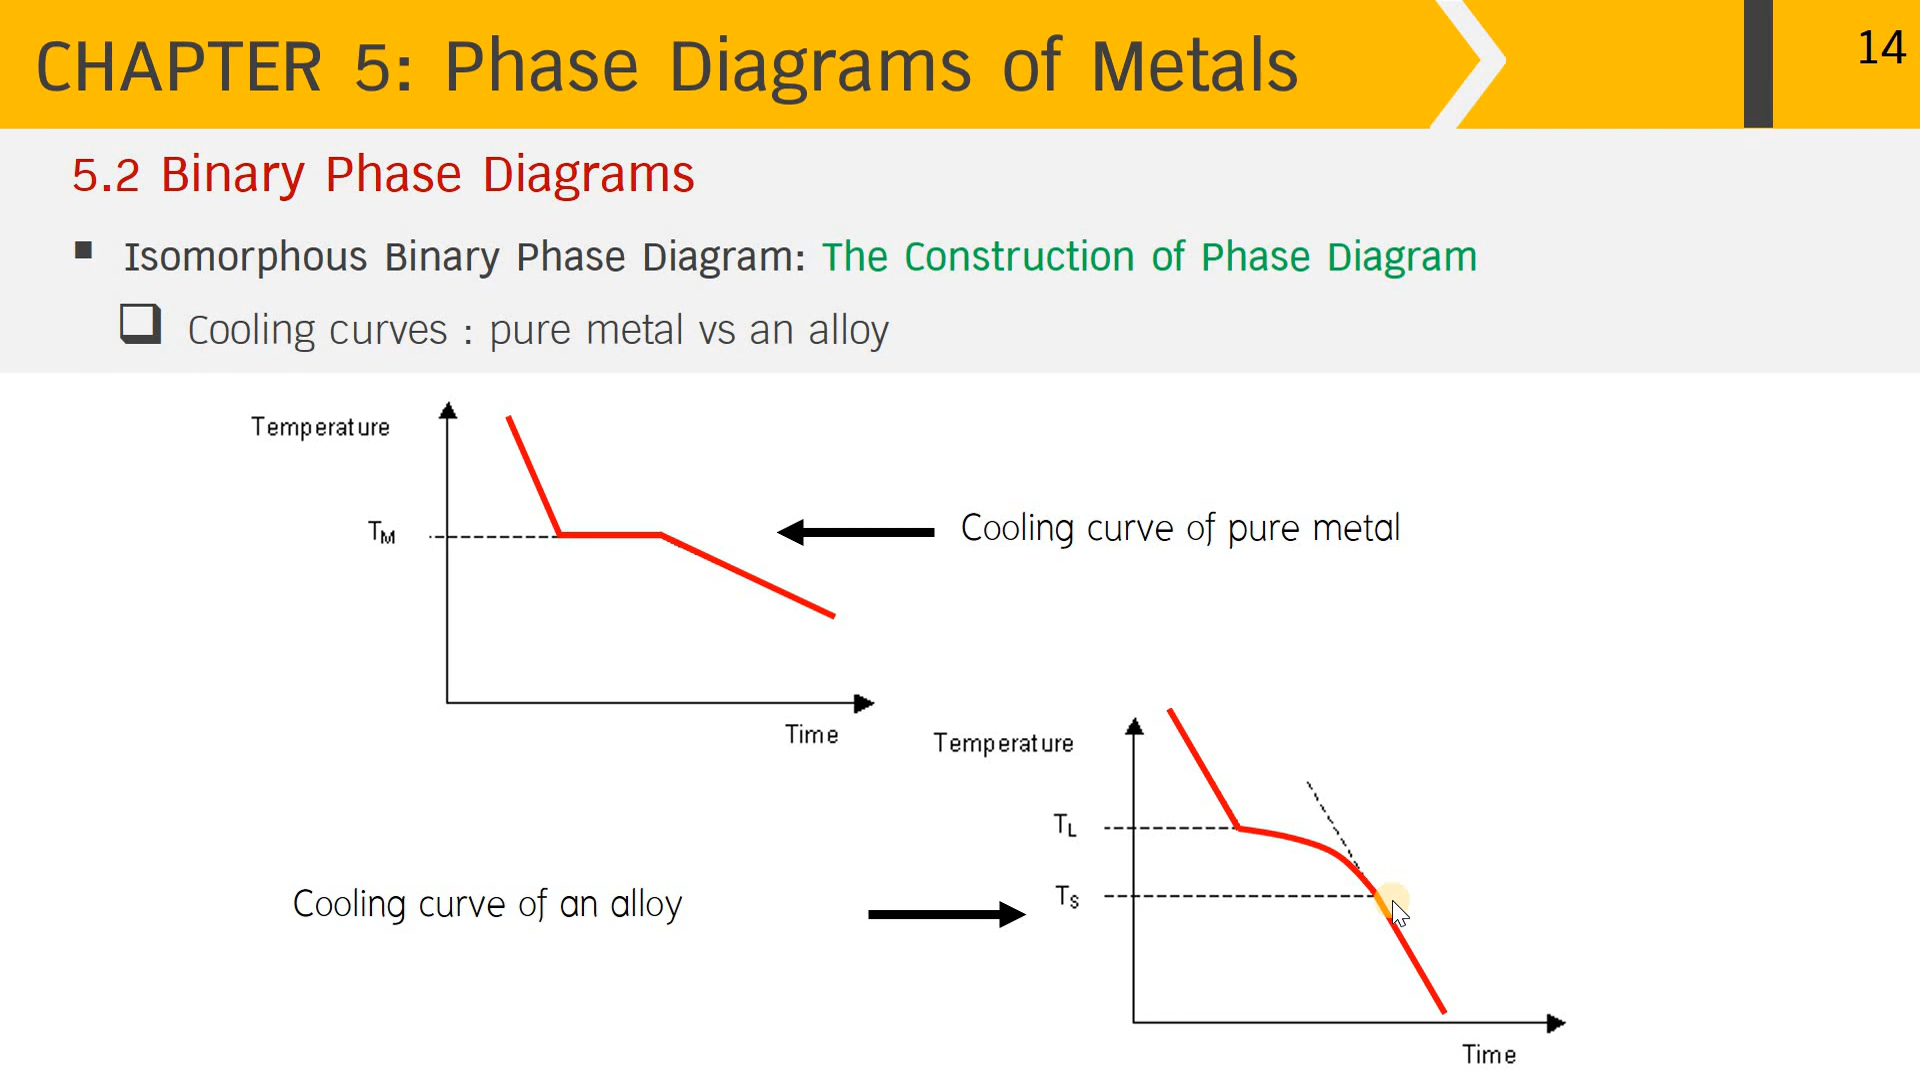 CHAPTER 5: Phase Diagrams of Metals
14
5.2 Binary Phase Diagrams
▪ Isomorphous Binary Phase Diagram: The Construction of Phase Diagram
❑ Cooling curves : pure metal vs an alloy
Temperature
TM
Cooling curve of pure metal
Time
Temperature
TL
TS
Cooling curve of an alloy
Time